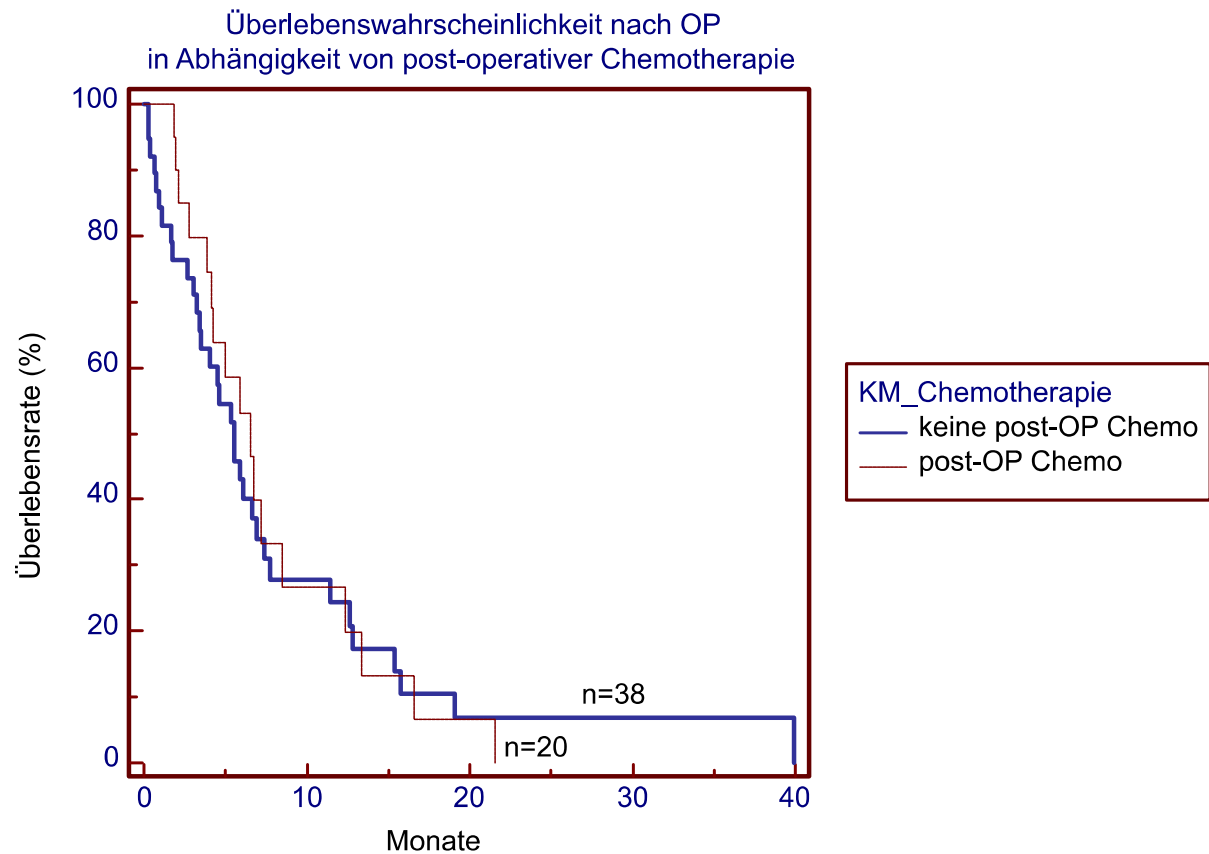 Überlebenswahrscheinlichkeit nach OP
in Abhängigkeit von post-operativer Chemotherapie
100
80
60
40
20
0
Überlebensrate (%)
n=38
n=20
0 10 20 30 40
Monate
KM_Chemotherapie
keine post-OP Chemo
post-OP Chemo